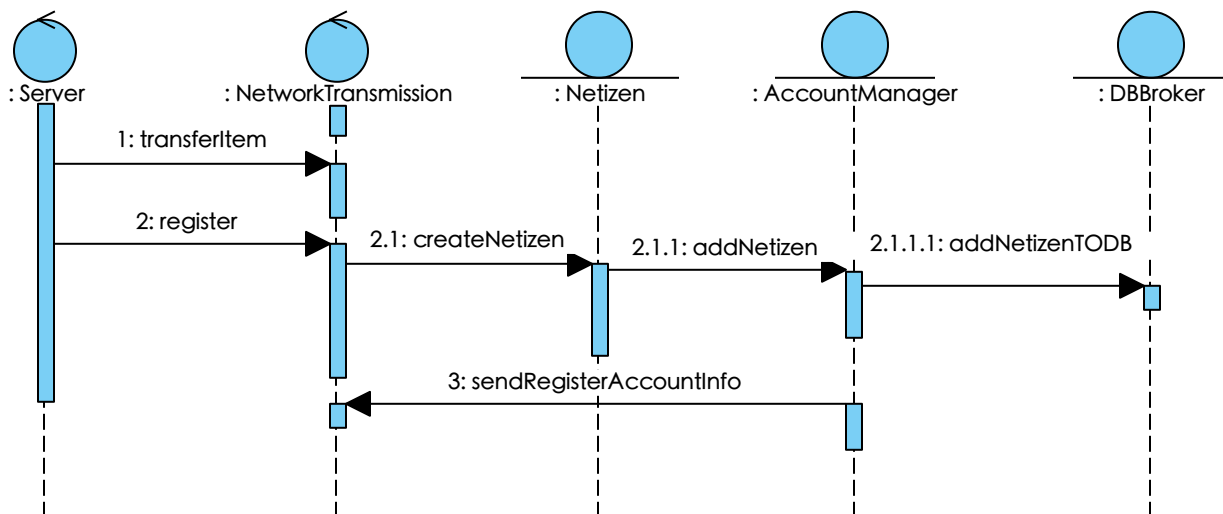 : Server
: NetworkTransmission
: Netizen
: AccountManager
: DBBroker
1: transferItem
2: register
2.1: createNetizen
2.1.1: addNetizen
2.1.1.1: addNetizenTODB
3: sendRegisterAccountInfo